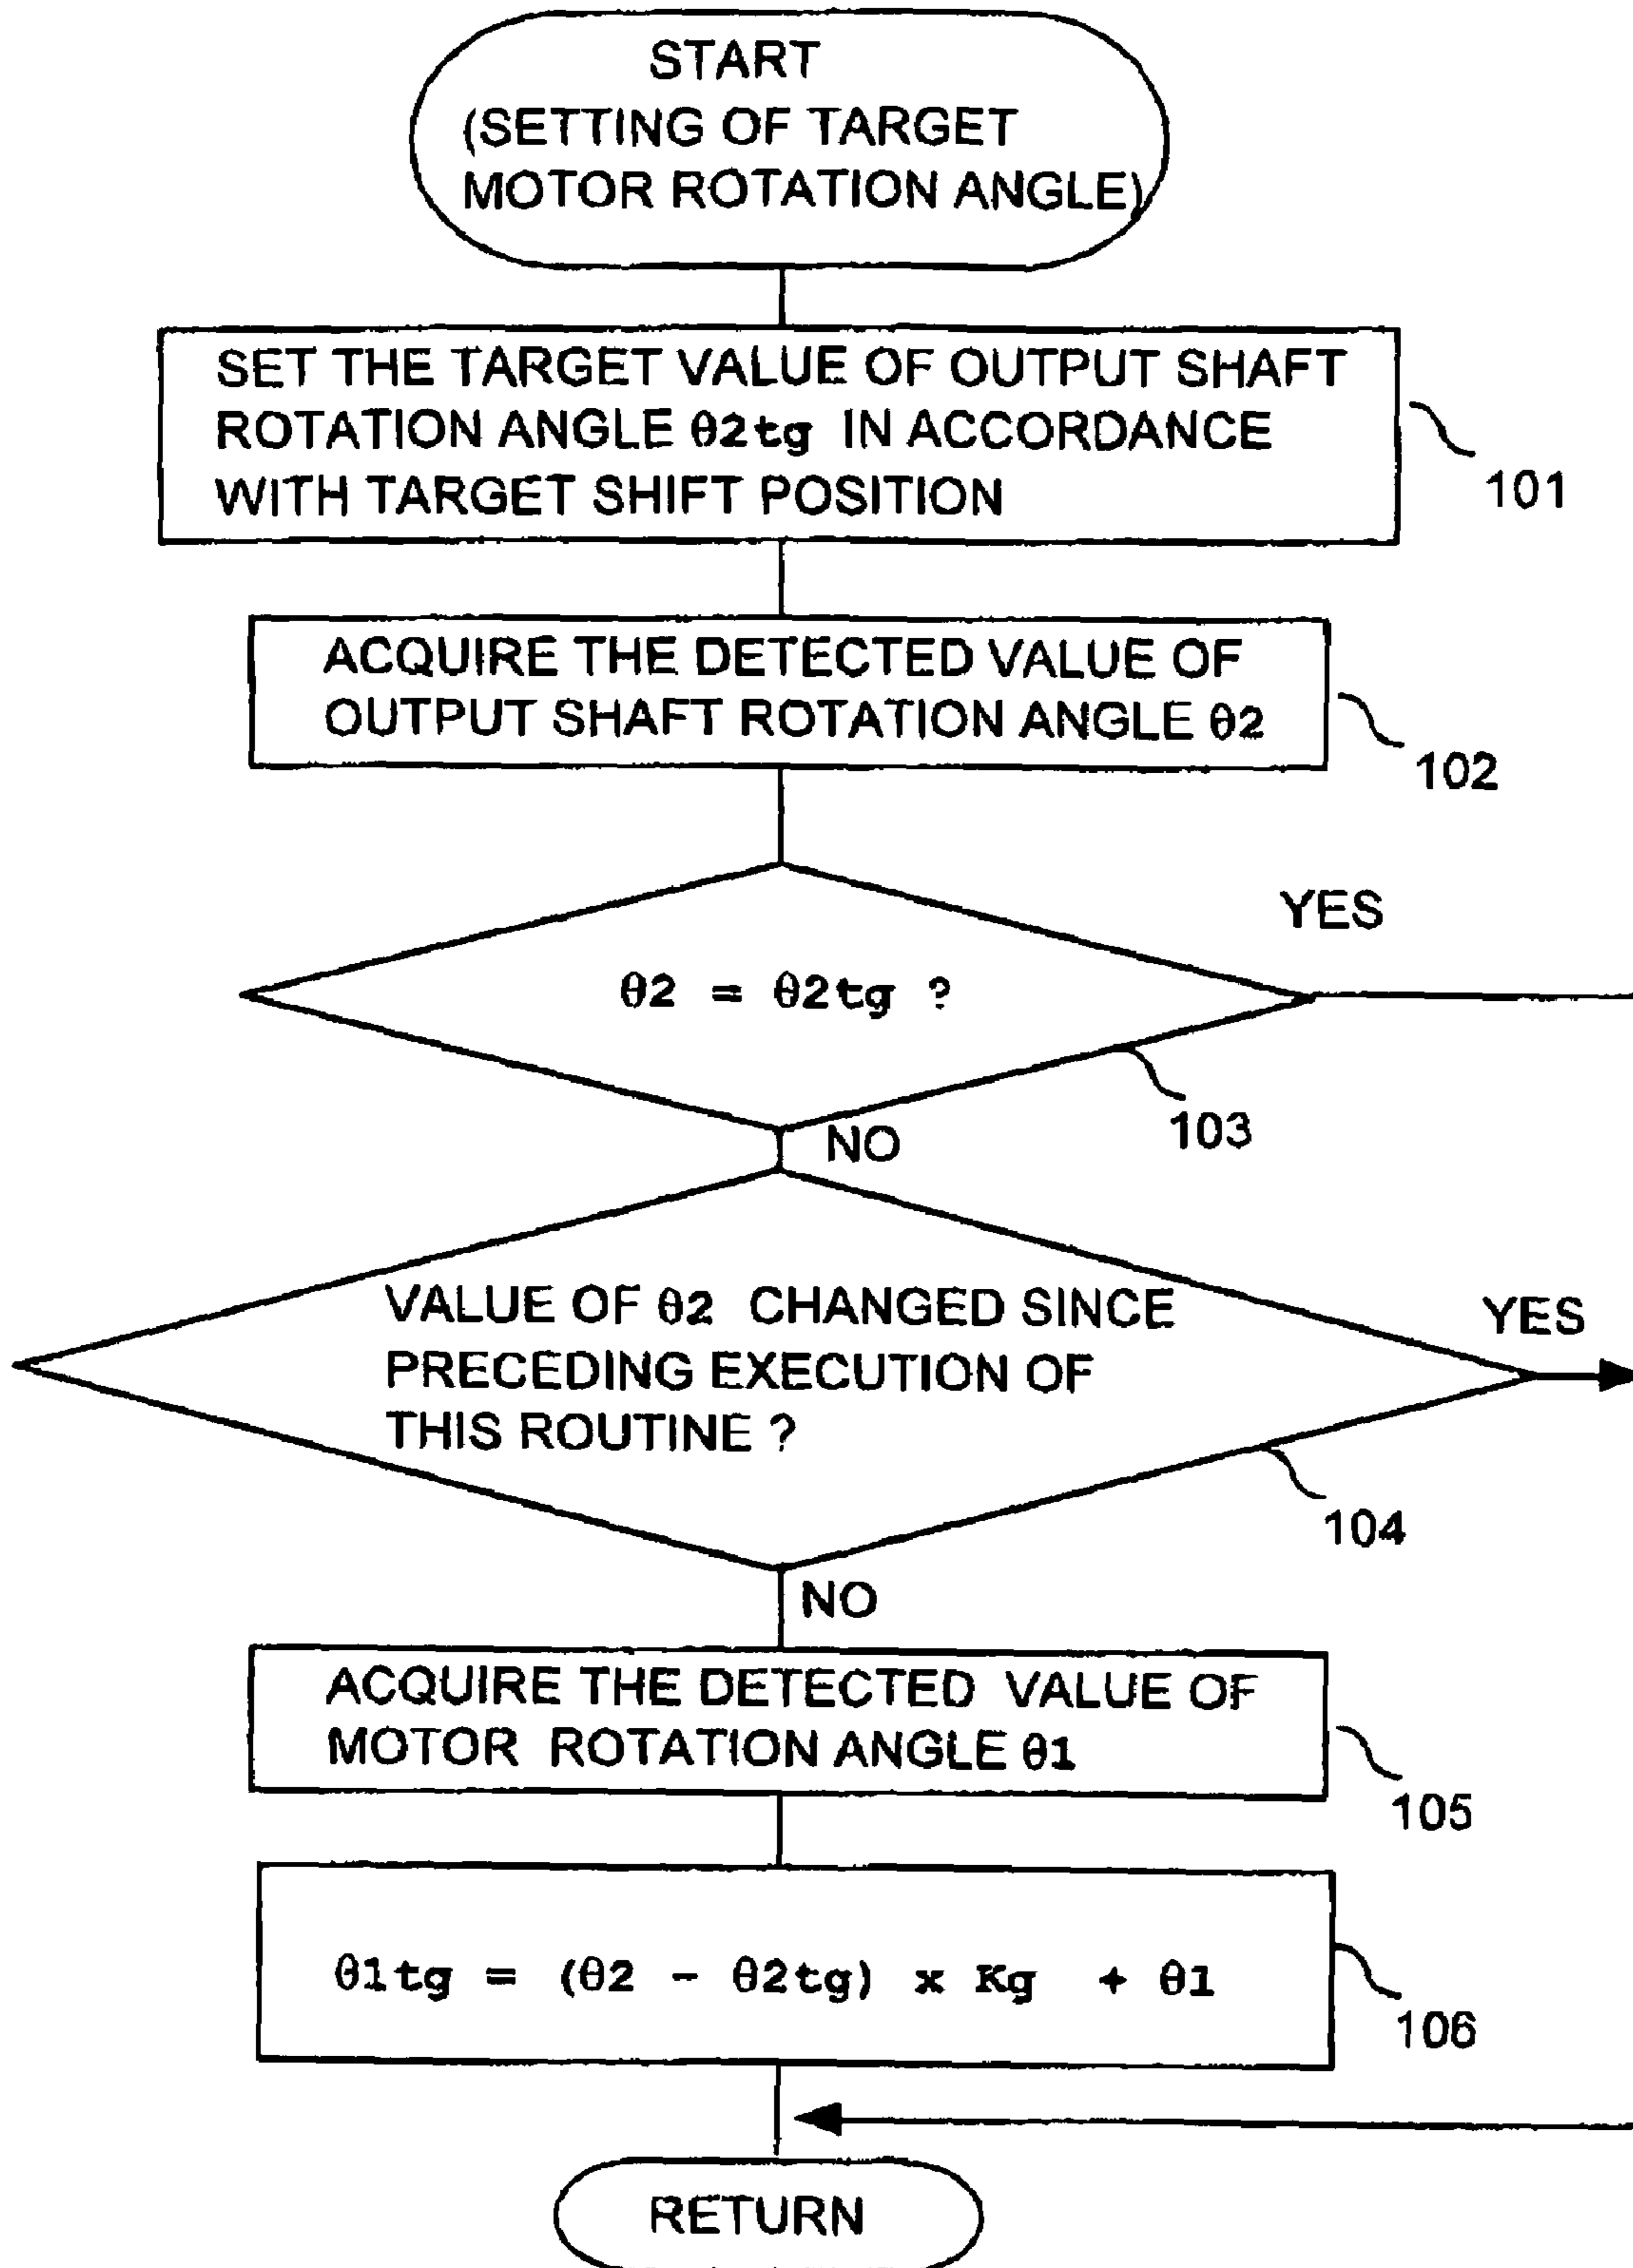 START
(SETTING OF TARGET
MOTOR ROTATION ANGLE)
SET THE TARGET VALUE OF OUTPUT SHAFT
ROTATION ANGLE θ2tg IN ACCORDANCE
WITH TARGET SHIFT POSITION
101
ACQUIRE THE DETECTED VALUE OF
OUTPUT SHAFT ROTATION ANGLE θ2
102
YES
θ2 = θ2tg ?
103
NO
VALUE OF θ2 CHANGED SINCE
PRECEDING EXECUTION OF
THIS ROUTINE ?
YES
104
NO
ACQUIRE THE DETECTED VALUE OF
MOTOR ROTATION ANGLE θ1
105
θ1tg = (θ2 - θ2tg) x Kg + θ1
106
RETURN